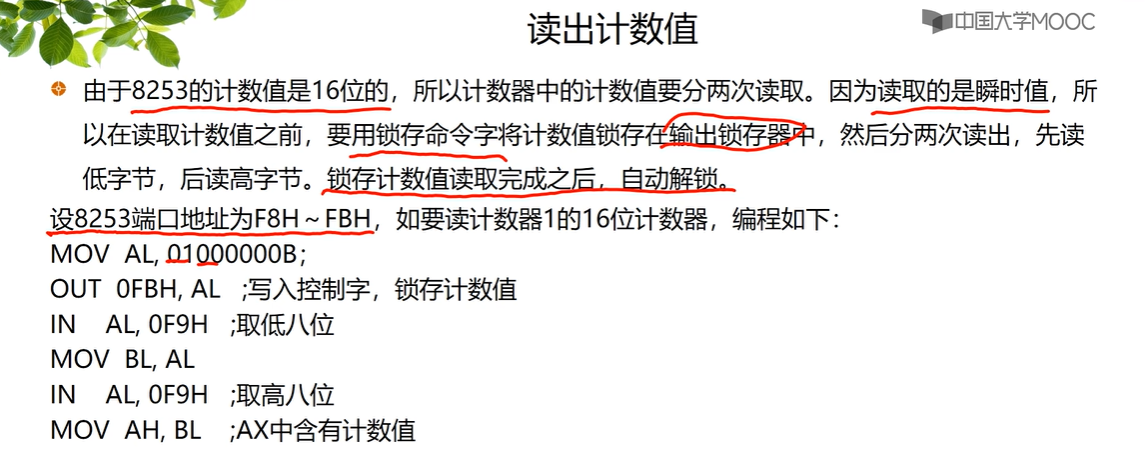 读出计数值
中国大学MOOC
由于8253的计数值是16位的，所以计数器中的计数值要分两次读取。因为读取的是瞬时值，所
以在读取计数值之前，要用锁存命令字将计数值锁存在输出锁存器中，然后分两次读出，先读
低字节，后读高字节。锁存计数值读取完成之后，自动解锁。
设8253端口地址为F8H～FBH，如要读计数器1的16位计数器，编程如下：
MOV AL, 01000000B；
OUT 0FBH, AL ;写入控制字，锁存计数值
IN AL, 0F9H ;取低八位
MOV BL, AL
IN AL, 0F9H ;取高八位
MOV AH, BL ;AX中含有计数值